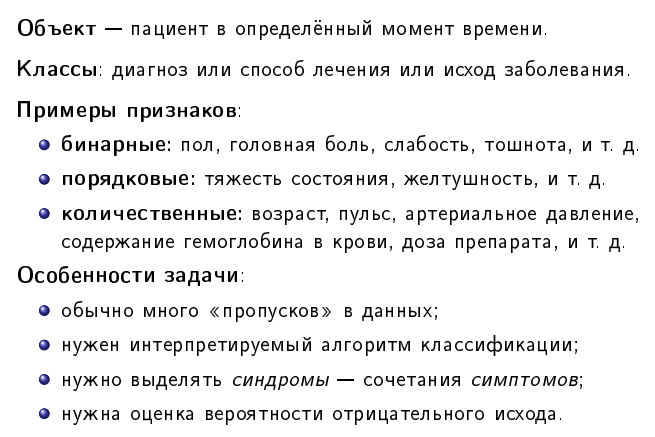 Объект — пациент в определённый момент времени.
Классы: диагноз или способ лечения или исход заболевания.
Примеры признаков:
бинарные: пол, головная боль, слабость, тошнота, и т. д.
порядковые: тяжесть состояния, желтушность, и т. д.
количественные: возраст, пульс, артериальное давление,
содержание гемоглобина в крови, доза препарата, и т. д.
Особенности задачи:
обычно много «пропусков» в данных;
нужен интерпретируемый алгоритм классификации;
нужно выделять синдромы — сочетания симптомов;
нужна оценка вероятности отрицательного исхода.